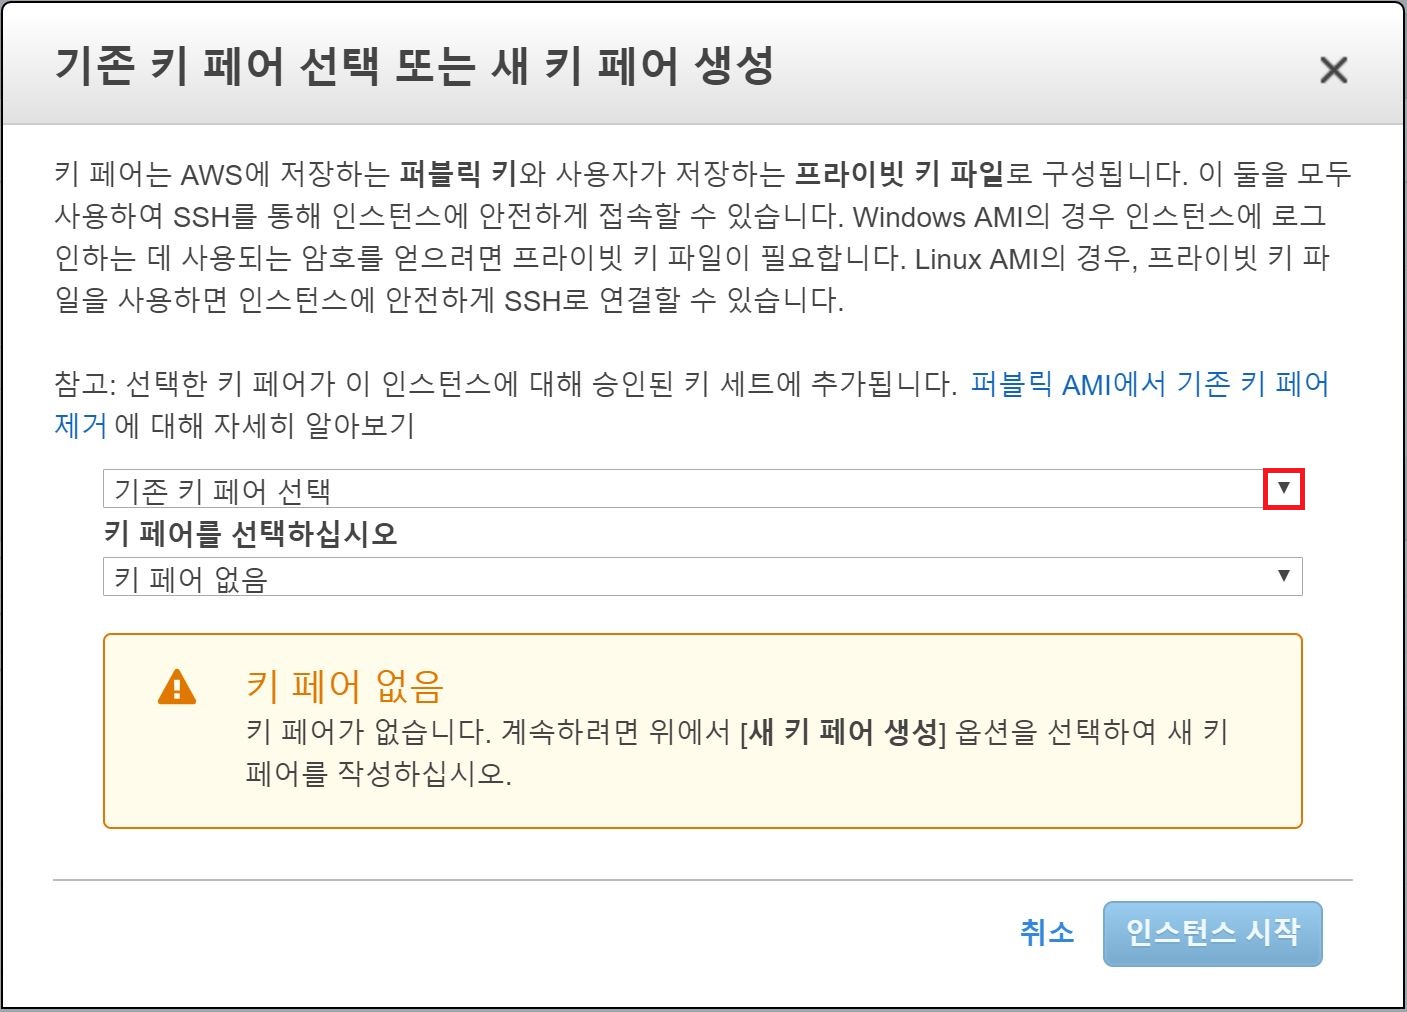 기존 키 페어 선택 또는 새 키 페어 생성
키 페어는 AWS에 저장하는 퍼블릭 키와 사용자가 저장하는 프라이빗 키 파일로 구성됩니다. 이 둘을 모두
사용하여 SSH를 통해 인스턴스에 안전하게 접속할 수 있습니다. Windows AMI의 경우 인스턴스에 로그
인하는 데 사용되는 암호를 얻으려면 프라이빗 키 파일이 필요합니다. Linux AMI의 경우, 프라이빗 키 파
일을 사용하면 인스턴스에 안전하게 SSH로 연결할 수 있습니다.
참고: 선택한 키 페어가 이 인스턴스에 대해 승인된 키 세트에 추가됩니다. 퍼블릭 AMI에서 기존 키 페어
제거에 대해 자세히 알아보기
기존 키 페어 선택
키 페어를 선택하십시오
키 페어 없음
키 페어 없음
키 페어가 없습니다. 계속하려면 위에서 [새 키 페어 생성] 옵션을 선택하여 새 키
페어를 작성하십시오.
취소 인스턴스 시작